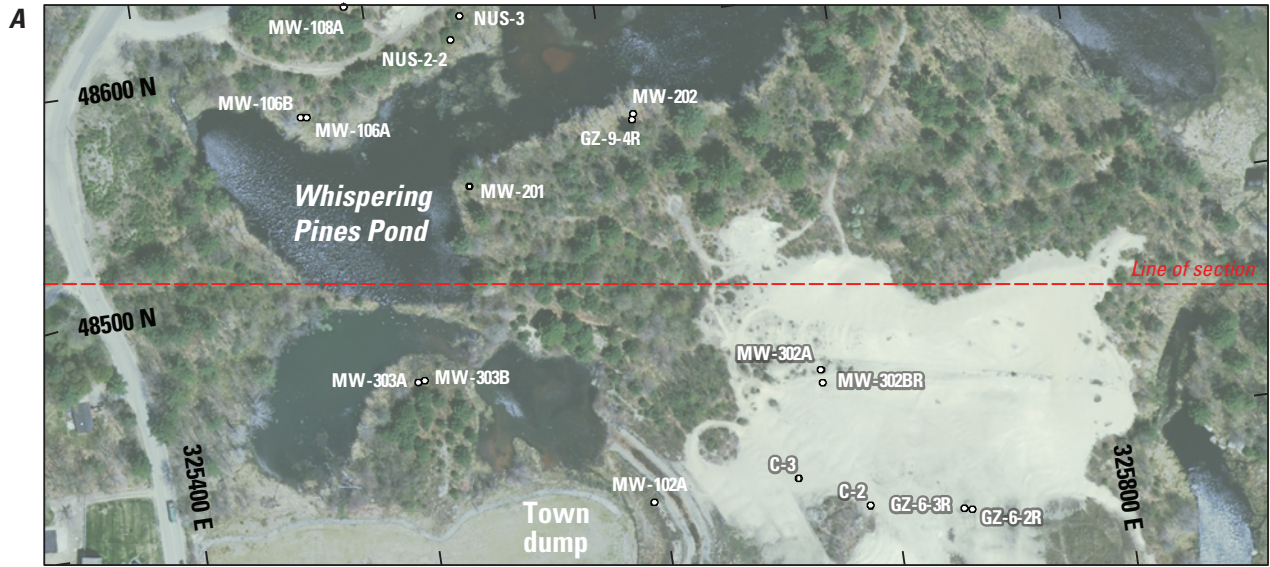 A
MW-108A
NUS-3
NUS-2-2
48600 N
MW-106B
MW-106A
MW-202
GZ-9-4R
MW-201
Whispering
Pines Pond
Line of section
48500 N
MW-302A
MW-302BR
MW-303A
MW-303B
325400 E
325800 E
C-3
MW-102A
C-2
GZ-6-3R
GZ-6-2R
Town
dump